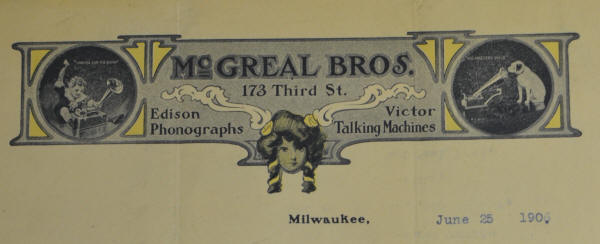 McGREAL BROS.
173 Third St.
Edison
Phonographs
Victor
Talking Machines
Milwaukee,
June 25